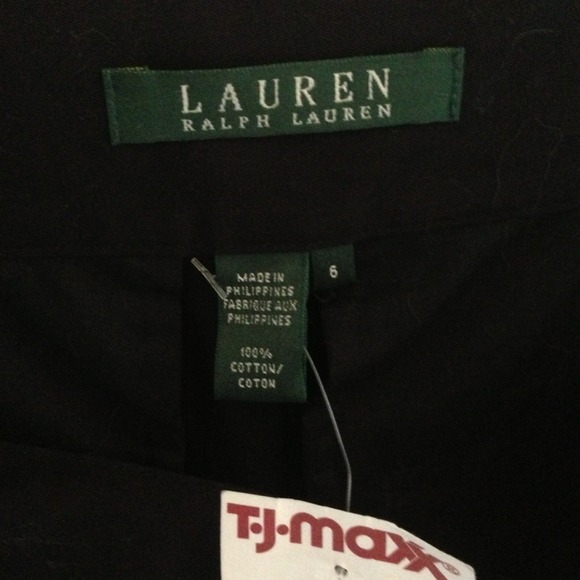 LAUREN
RALPH LAUREN
MADE IN
PHILIPPINES
FABRIQUE AUX
PHILIPPINES
100%
COTTON/
COTON
6
T·J·maxx®